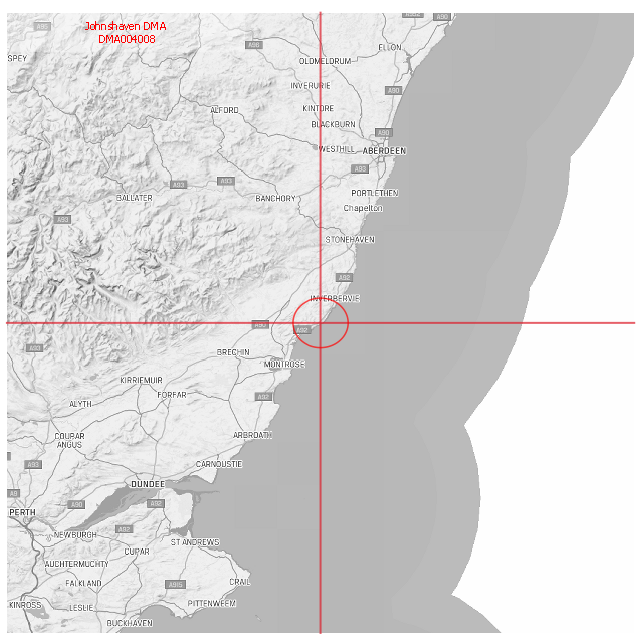 Johnshaven DMA
DMA004008
A95
A90
ELLON
A96
SPEY
OLDMELDRUM
INVERURIE
A90
KINTORE
ALFORD
BLACKBURN
A90
WESTHILL
ABERDEEN
A93
A93
A93
PORTLETHEN
BALLATER
BANCHORY
Chapelton
A93
STONEHAVEN
A92
INVERBERVIE
A90
A92
A93
BRECHIN
MONTROSE
KIRRIEMUIR
FORFAR
A92
ALYTH
COUPAR
ANGUS
ARBROATH
A93
CARNOUSTIE
DUNDEE
A9
A90
A92
PERTH
A92
NEWBURGH
ST ANDREWS
CUPAR
AUCHTERMUCHTY
FALKLAND
A915
CRAIL
KINROSS
LESLIE
PITTENWEEM
BUCKHAVEN